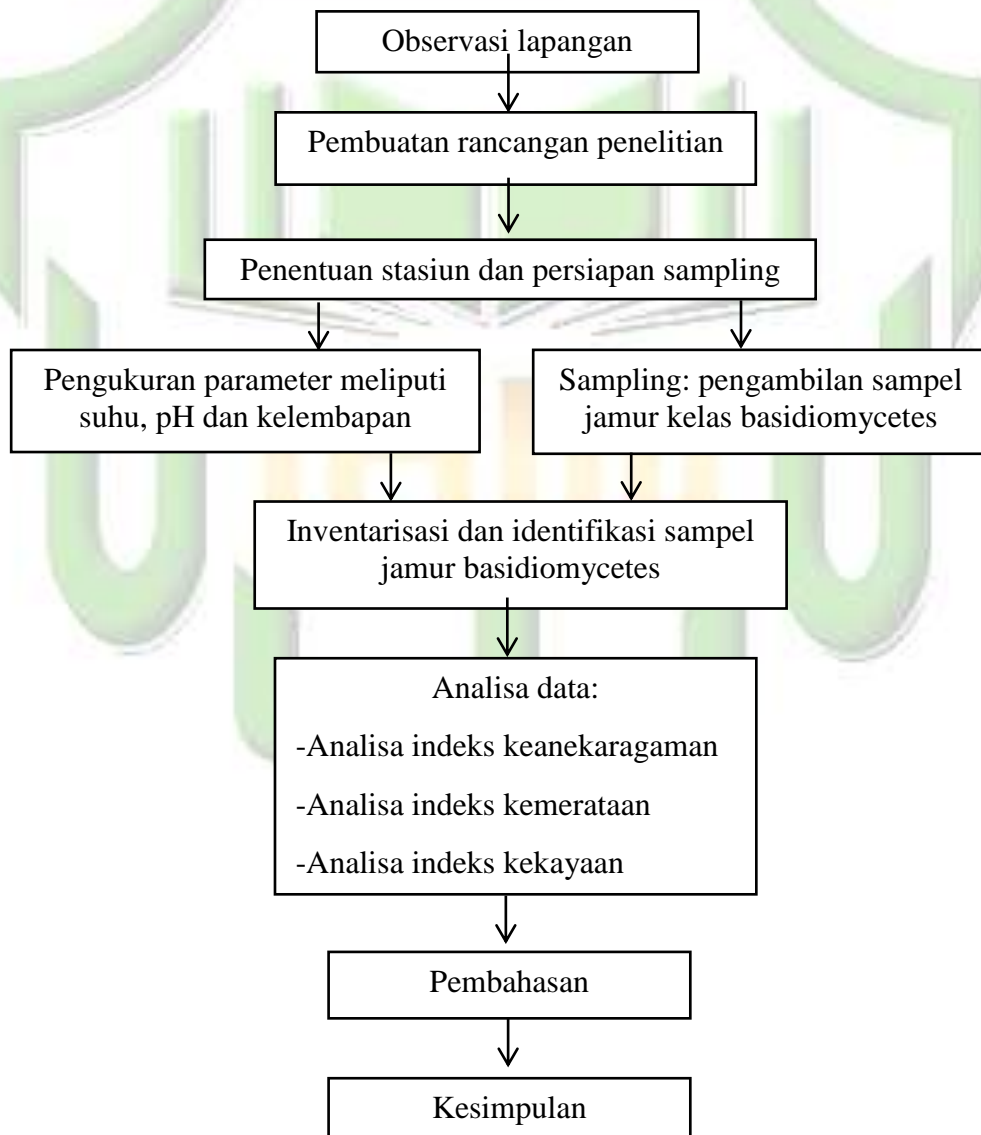 Observasi lapangan
Pembuatan rancangan penelitian
Penentuan stasiun dan persiapan sampling
Pengukuran parameter meliputi
suhu, pH dan kelembapan
Sampling: pengambilan sampel
jamur kelas basidiomycetes
Inventarisasi dan identifikasi sampel
jamur basidiomycetes
Analisa data:
-Analisa indeks keanekaragaman
-Analisa indeks kemerataan
-Analisa indeks kekayaan
Pembahasan
Kesimpulan